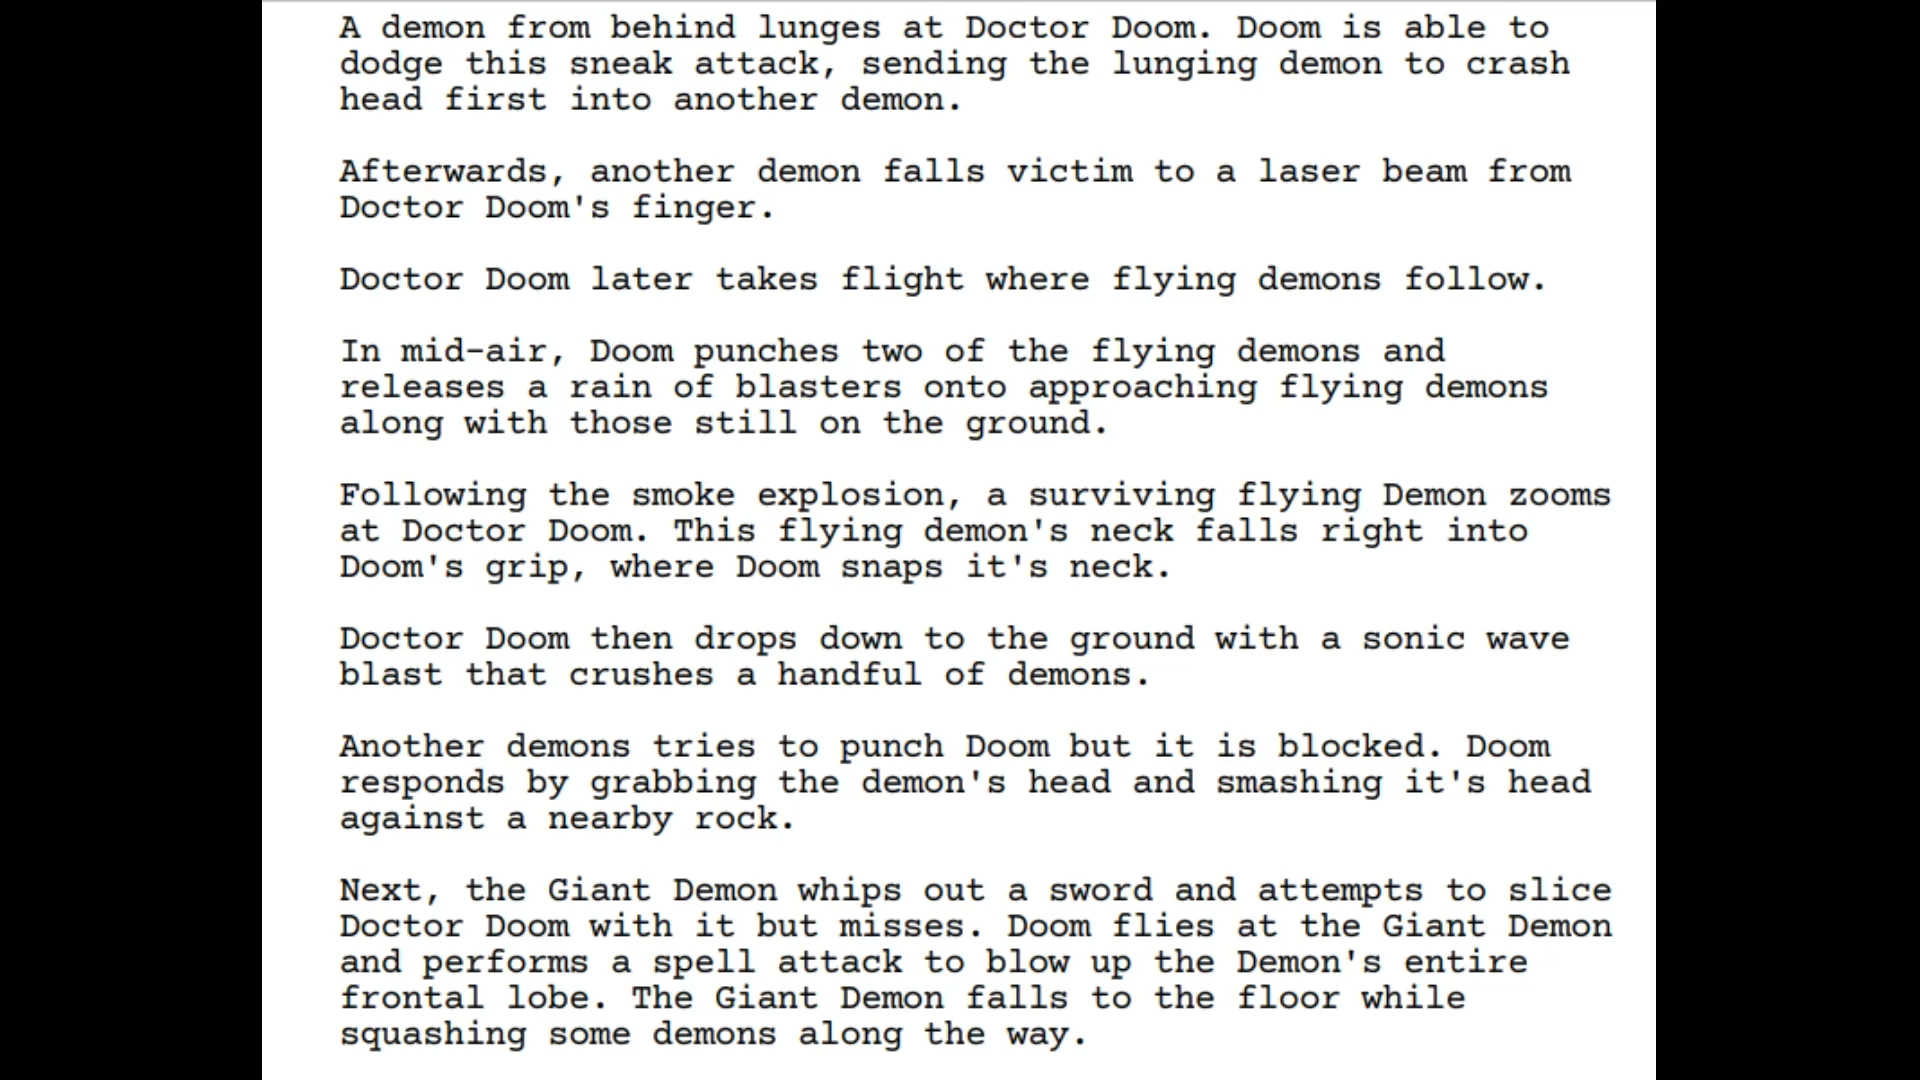 A demon from behind lunges at Doctor Doom. Doom is able to
dodge this sneak attack, sending the lunging demon to crash
head first into another demon.
Afterwards, another demon falls victim to a laser beam from
Doctor Doom's finger.
Doctor Doom later takes flight where flying demons follow.
In mid-air, Doom punches two of the flying demons and
releases a rain of blasters onto approaching flying demons
along with those still on the ground.
Following the smoke explosion, a surviving flying Demon zooms
at Doctor Doom. This flying demon's neck falls right into
Doom's grip, where Doom snaps it's neck.
Doctor Doom then drops down to the ground with a sonic wave
blast that crushes a handful of demons.
Another demons tries to punch Doom but it is blocked. Doom
responds by grabbing the demon's head and smashing it's head
against a nearby rock.
Next, the Giant Demon whips out a sword and attempts to slice
Doctor Doom with it but misses. Doom flies at the Giant Demon
and performs a spell attack to blow up the Demon's entire
frontal lobe. The Giant Demon falls to the floor while
squashing some demons along the way.